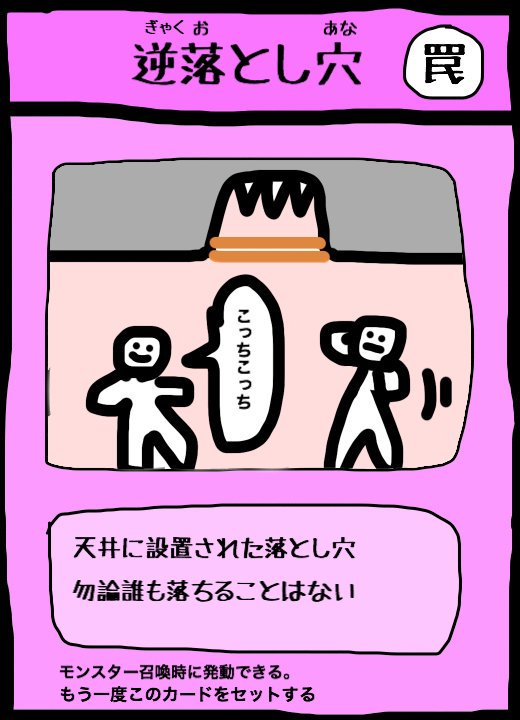 ぎゃく お あな
逆落とし穴
罠
こっちこっち
天井に設置された落とし穴
勿論誰も落ちることはない
モンスター召喚時に発動できる。
もう一度このカードをセットする